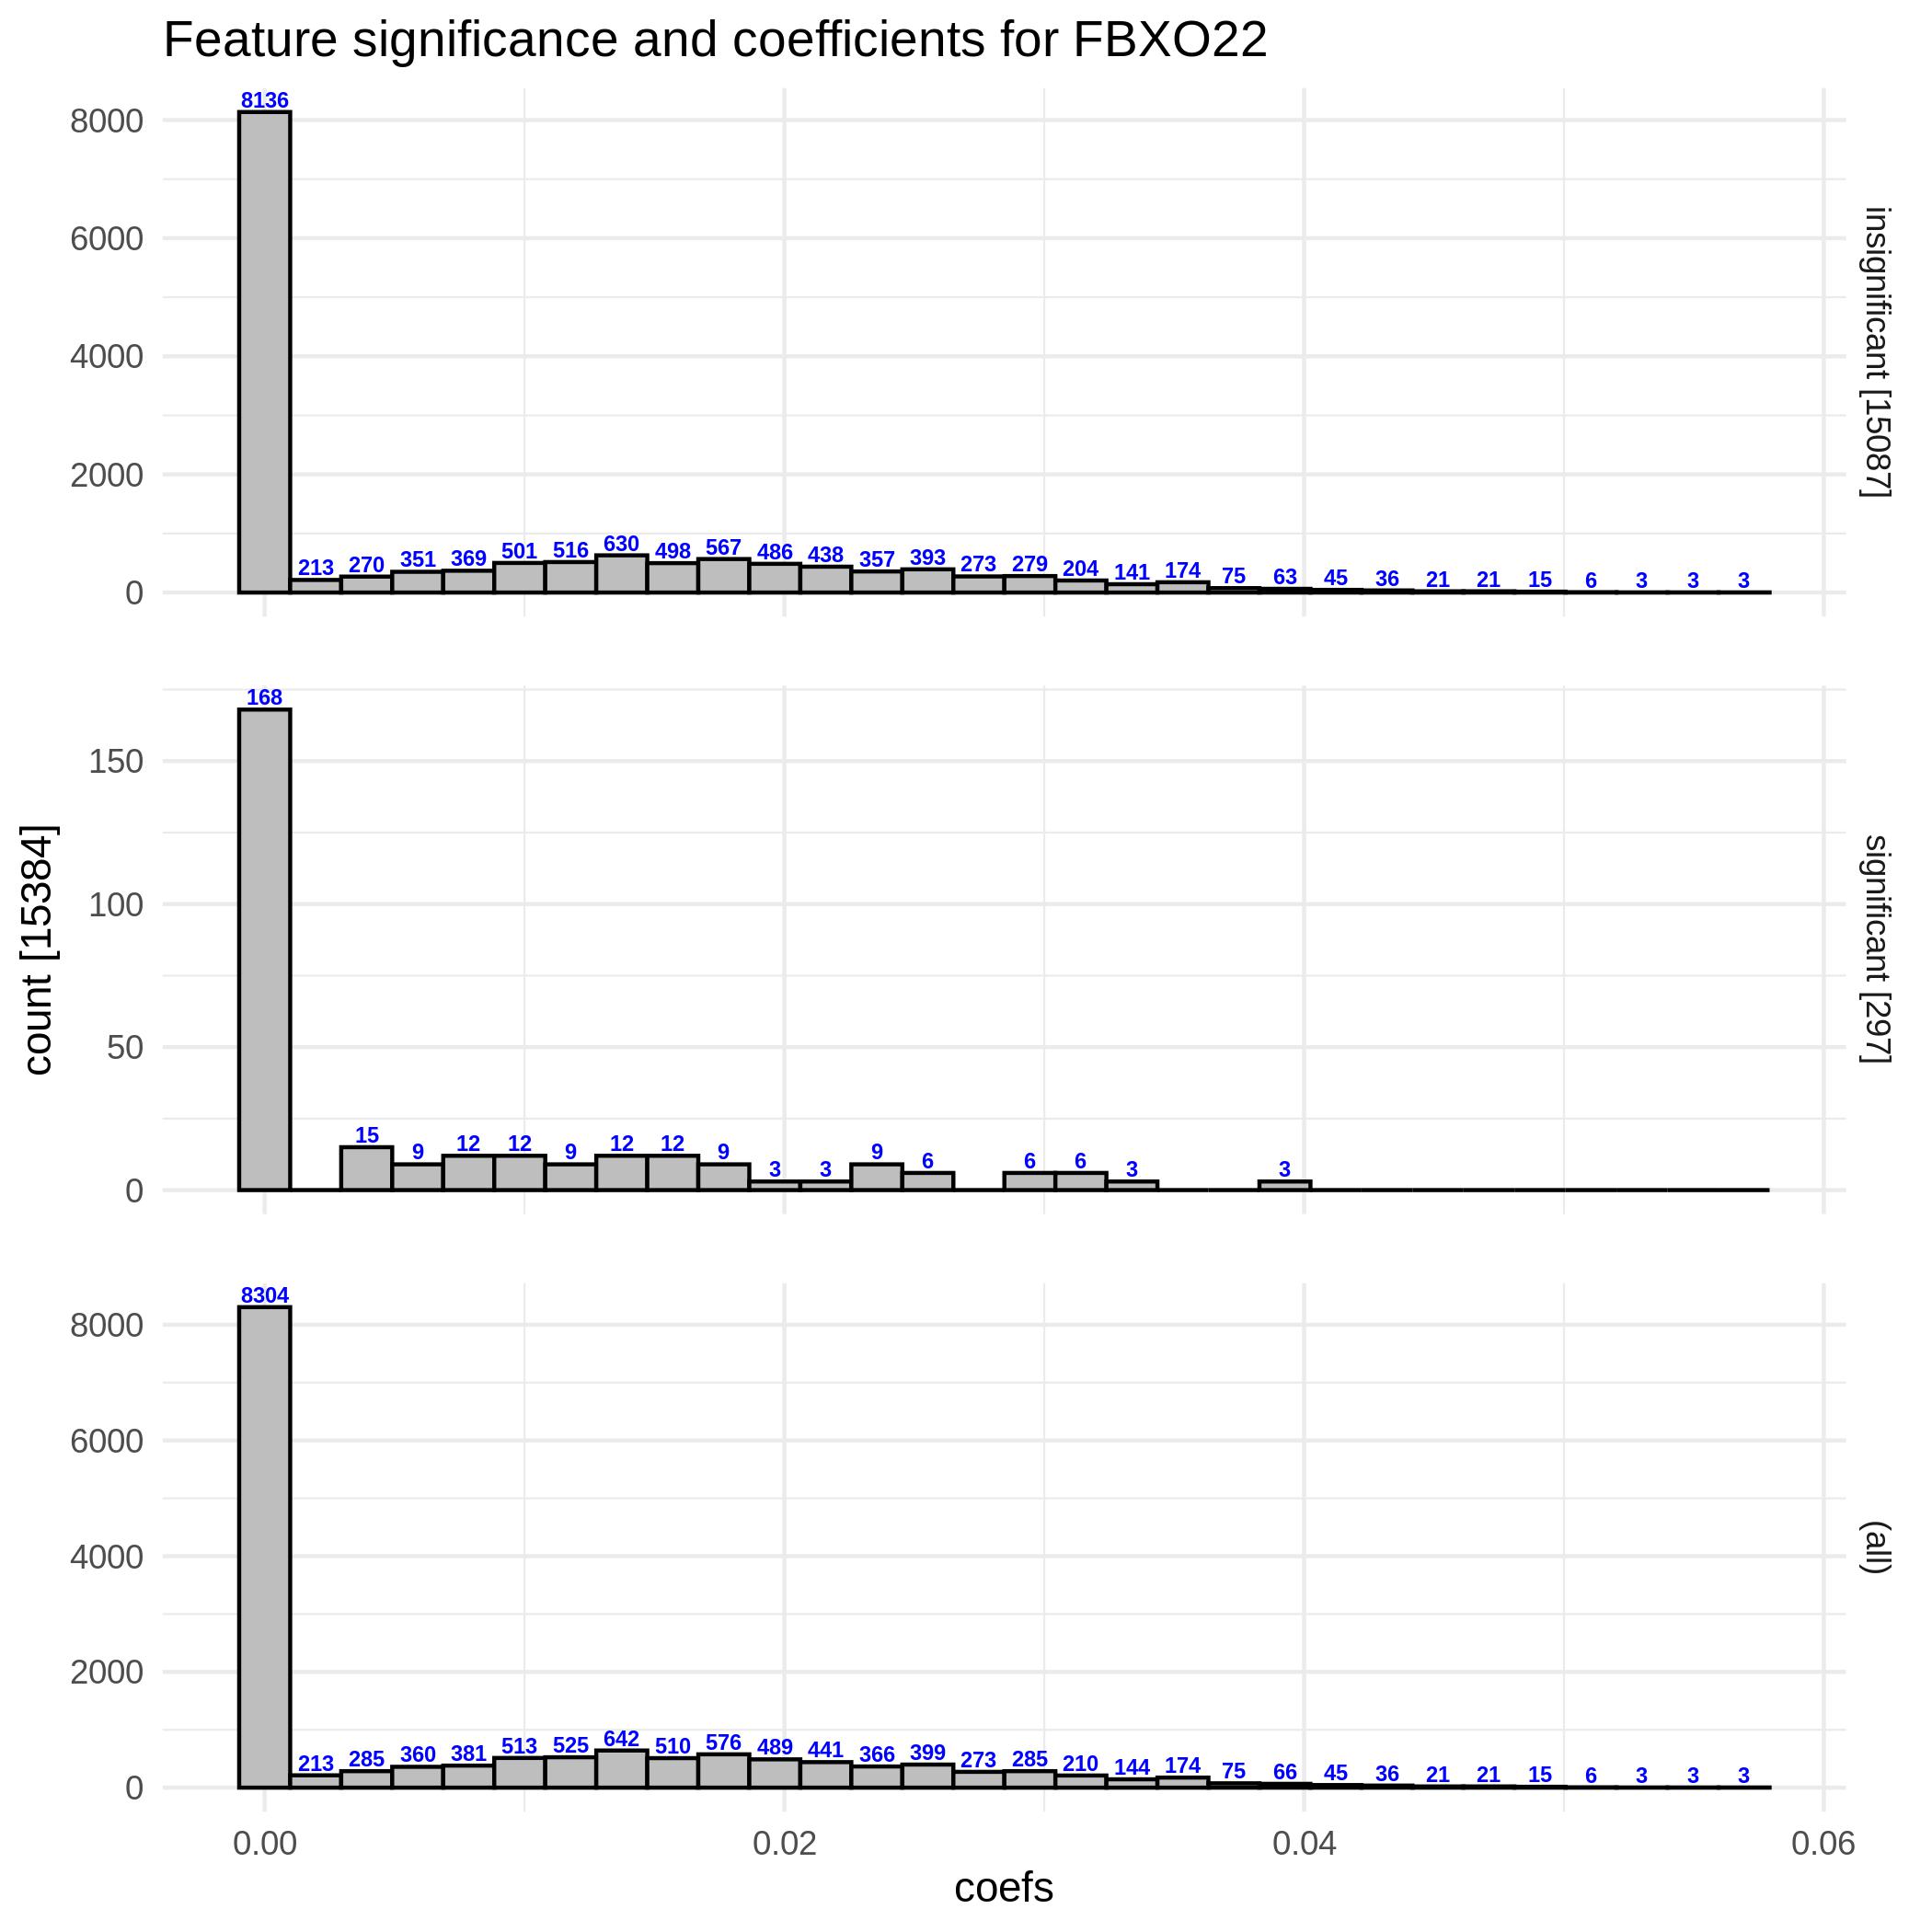 Feature significance and coefficients for FBXO22
8136
8000
6000
4000
2000
0
213 270 351 369 501 516 630 498 567 486 438 357 393 273 279 204 141 174 75 63 45 36 21 21 15 6 3 3 3
insignificant [15087]
168
150
100
50
0
15 9 12 12 9 12 12 9 3 3 9 6 6 6 3 3
significant [297]
count [15384]
8304
8000
6000
4000
2000
0
213 285 360 381 513 525 642 510 576 489 441 366 399 273 285 210 144 174 75 66 45 36 21 21 15 6 3 3 3
(all)
0.00 0.02 0.04 0.06
coefs